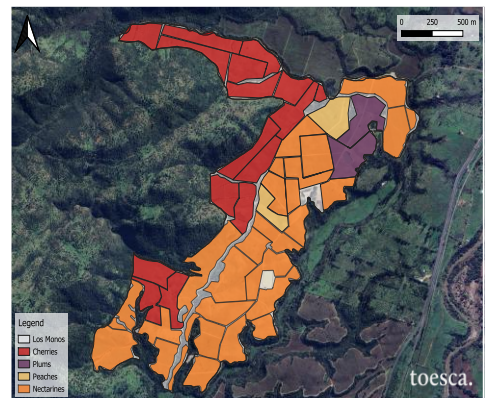 0 250 500 m
Legend
Los Monos
Cherries
Plums
Peaches
Nectarines
toesca.